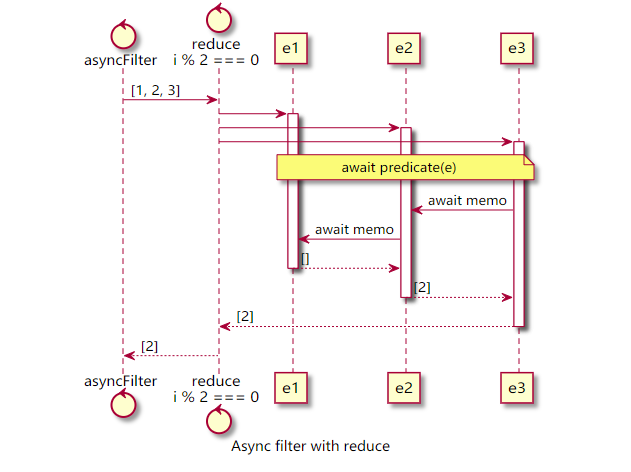 asyncFilter
reduce
i % 2 === 0
e1
e2
e3
[1, 2, 3]
await predicate(e)
await memo
await memo
[]
[2]
[2]
[2]
asyncFilter
reduce
i % 2 === 0
e1
e2
e3
Async filter with reduce